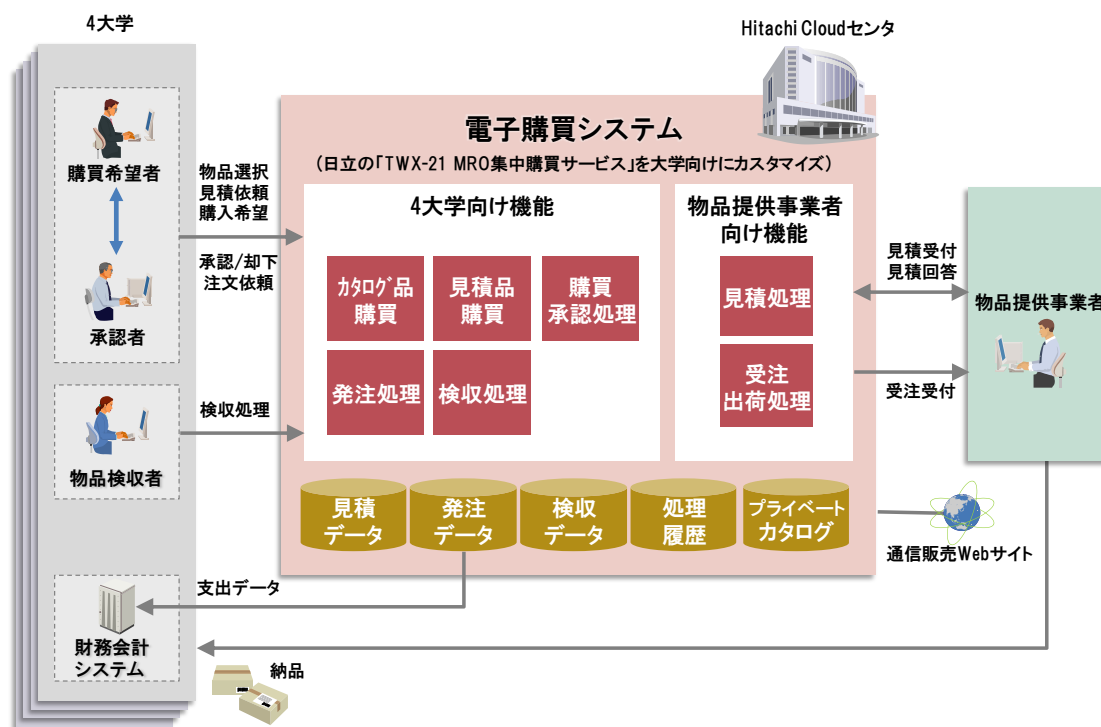 4大学
Hitachi Cloudセンタ
購買希望者
承認者
物品検収者
財務会計
システム
物品選択
見積依頼
購入希望
承認/却下
注文依頼
検収処理
支出データ
電子購買システム
（日立の「TWX-21 MRO集中購買サービス」を大学向けにカスタマイズ）
4大学向け機能
カタログ品
購買
見積品
購買
購買
承認処理
発注処理
検収処理
物品提供事業者
向け機能
見積処理
受注
出荷処理
見積
データ
発注
データ
検収
データ
処理
履歴
プライベート
カタログ
見積受付
見積回答
受注受付
物品提供事業者
通信販売Webサイト
納品